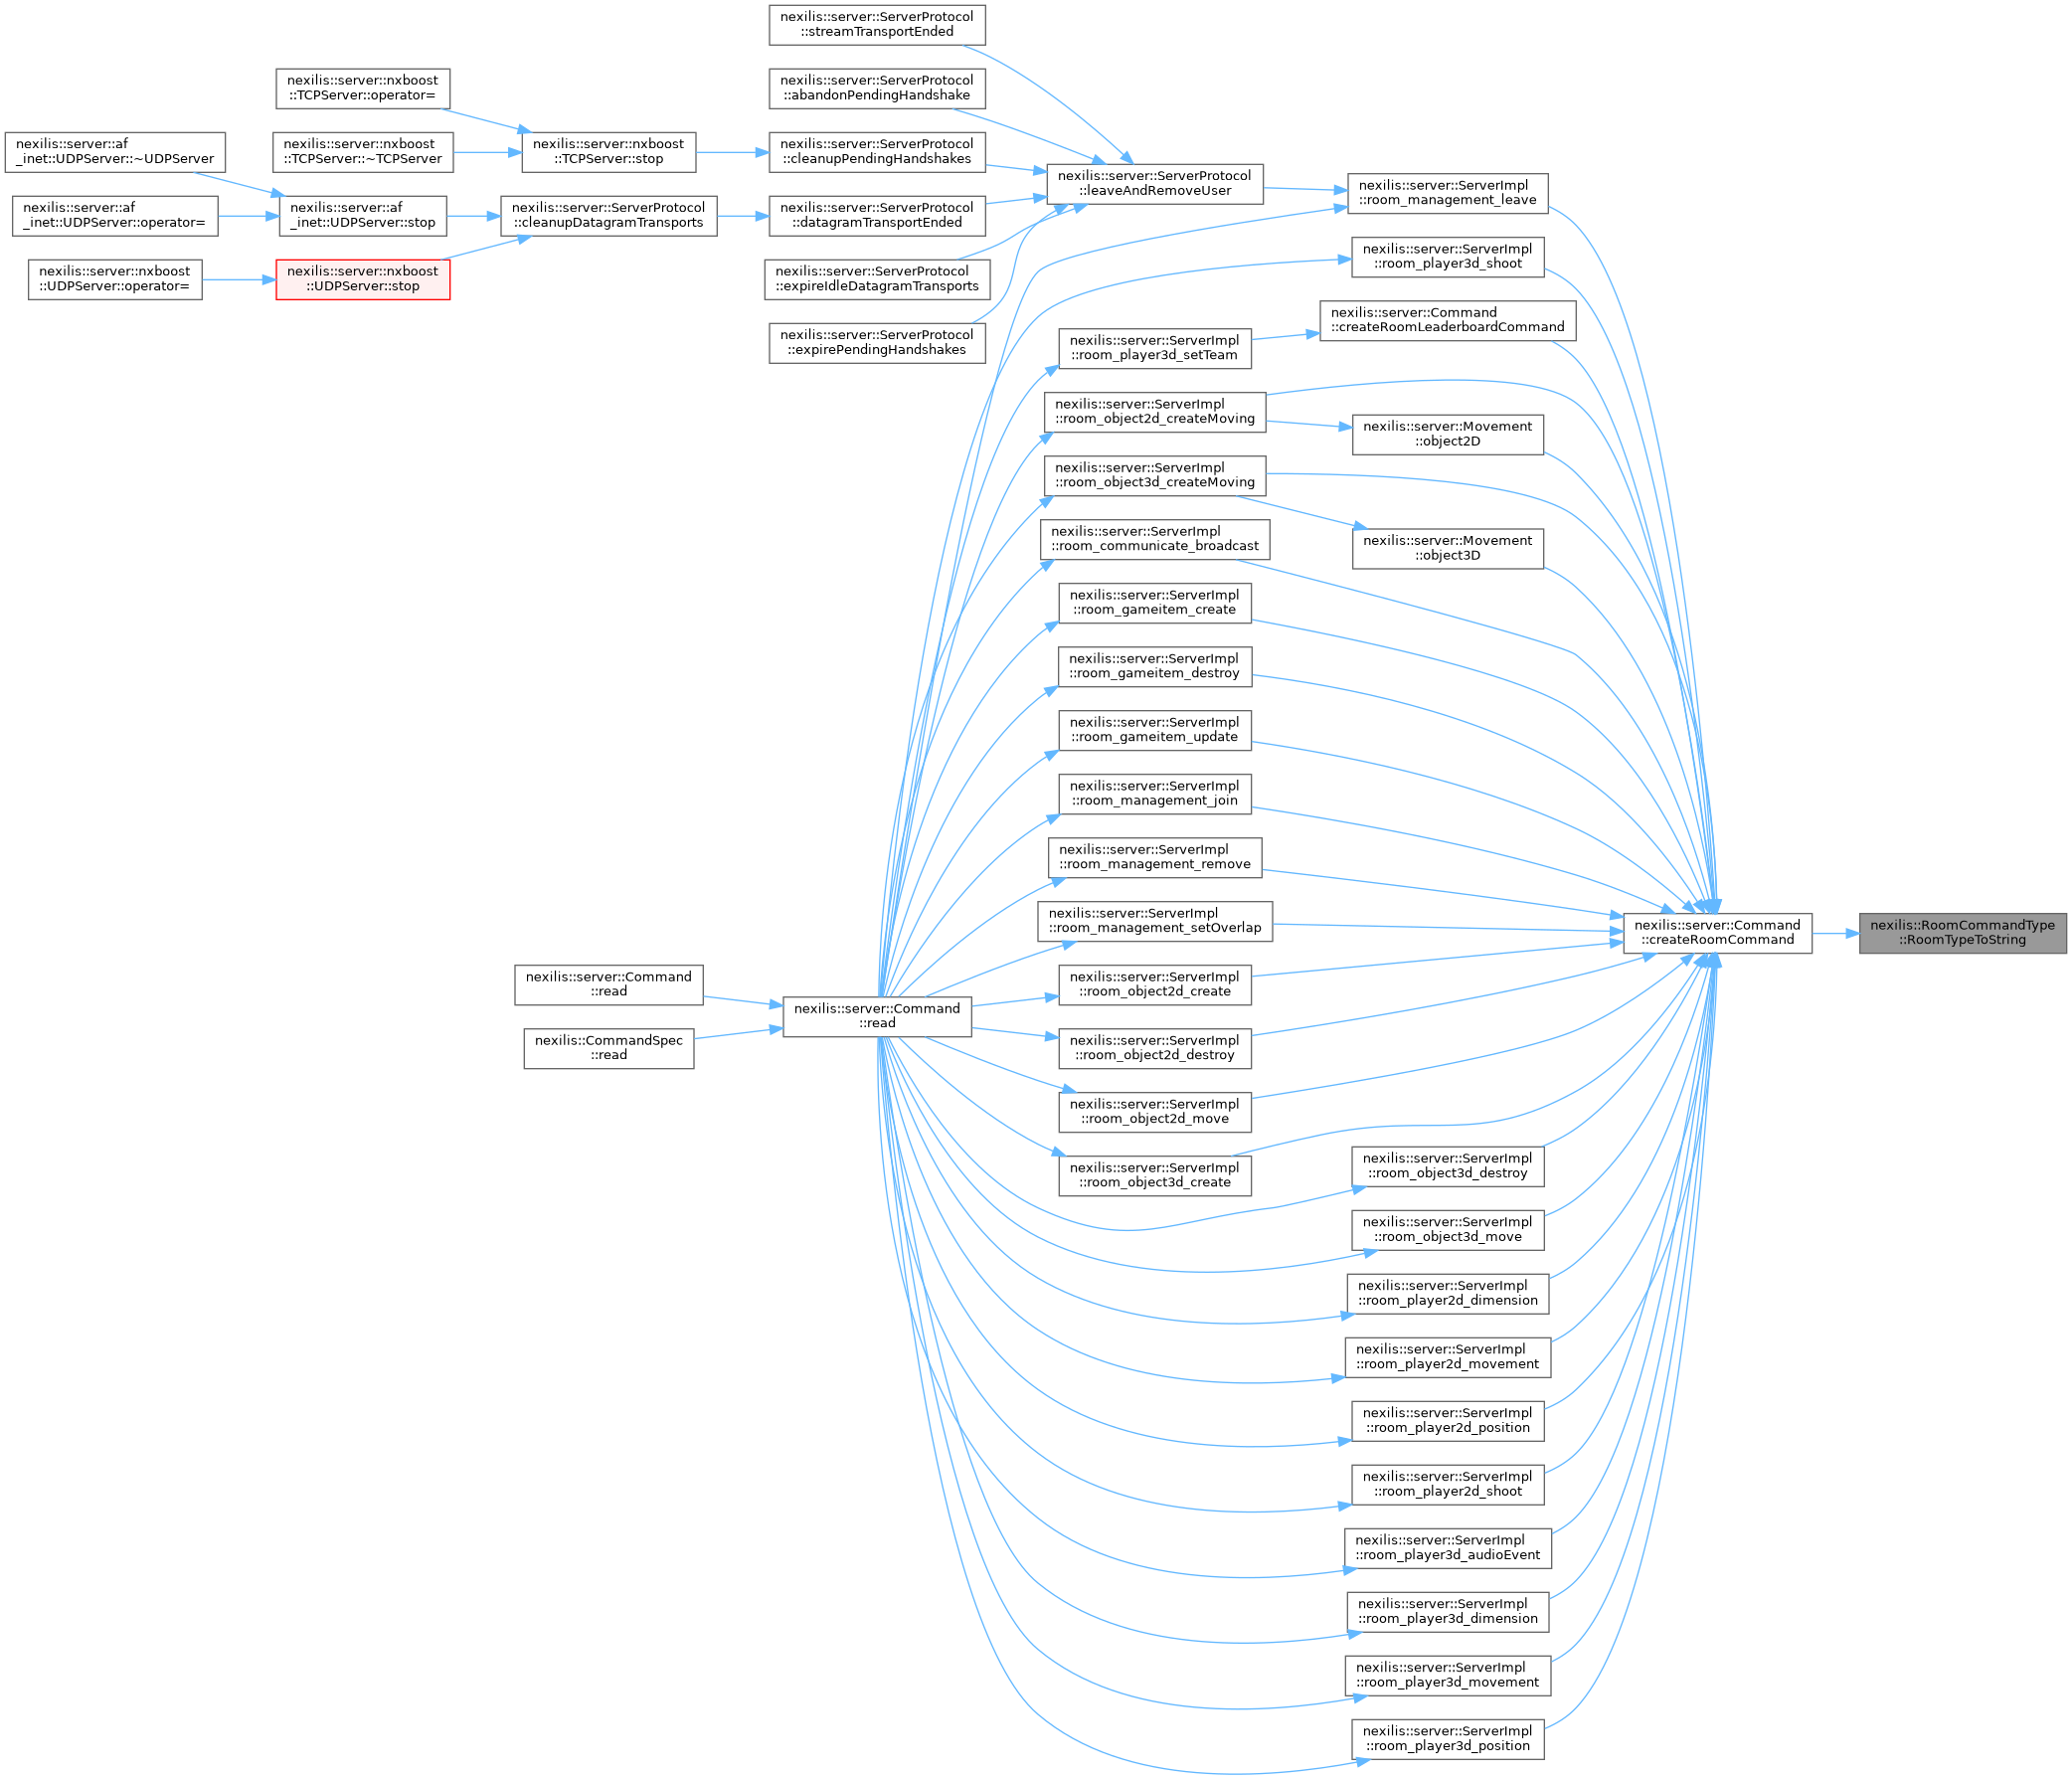 nexilis::server::ServerProtocol
::streamTransportEnded
nexilis::server::nxboost
::TCPServer::operator=
nexilis::server::ServerProtocol
::abandonPendingHandshake
nexilis::server::af
_inet::UDPServer::~UDPServer
nexilis::server::nxboost
::TCPServer::~TCPServer
nexilis::server::nxboost
::TCPServer::stop
nexilis::server::ServerProtocol
::cleanupPendingHandshakes
nexilis::server::ServerProtocol
::leaveAndRemoveUser
nexilis::server::ServerImpl
::room_management_leave
nexilis::server::af
_inet::UDPServer::operator=
nexilis::server::af
_inet::UDPServer::stop
nexilis::server::ServerProtocol
::cleanupDatagramTransports
nexilis::server::ServerProtocol
::datagramTransportEnded
nexilis::server::ServerImpl
::room_player3d_shoot
nexilis::server::nxboost
::UDPServer::operator=
nexilis::server::nxboost
::UDPServer::stop
nexilis::server::ServerProtocol
::expireIdleDatagramTransports
nexilis::server::Command
::createRoomLeaderboardCommand
nexilis::server::ServerProtocol
::expirePendingHandshakes
nexilis::server::ServerImpl
::room_player3d_setTeam
nexilis::server::ServerImpl
::room_object2d_createMoving
nexilis::server::Movement
::object2D
nexilis::server::ServerImpl
::room_object3d_createMoving
nexilis::server::ServerImpl
::room_communicate_broadcast
nexilis::server::Movement
::object3D
nexilis::server::ServerImpl
::room_gameitem_create
nexilis::server::ServerImpl
::room_gameitem_destroy
nexilis::server::ServerImpl
::room_gameitem_update
nexilis::server::ServerImpl
::room_management_join
nexilis::server::ServerImpl
::room_management_remove
nexilis::server::ServerImpl
::room_management_setOverlap
nexilis::server::Command
::createRoomCommand
nexilis::RoomCommandType
::RoomTypeToString
nexilis::server::Command
::read
nexilis::server::ServerImpl
::room_object2d_create
nexilis::server::Command
::read
nexilis::CommandSpec
::read
nexilis::server::ServerImpl
::room_object2d_destroy
nexilis::server::ServerImpl
::room_object2d_move
nexilis::server::ServerImpl
::room_object3d_create
nexilis::server::ServerImpl
::room_object3d_destroy
nexilis::server::ServerImpl
::room_object3d_move
nexilis::server::ServerImpl
::room_player2d_dimension
nexilis::server::ServerImpl
::room_player2d_movement
nexilis::server::ServerImpl
::room_player2d_position
nexilis::server::ServerImpl
::room_player2d_shoot
nexilis::server::ServerImpl
::room_player3d_audioEvent
nexilis::server::ServerImpl
::room_player3d_dimension
nexilis::server::ServerImpl
::room_player3d_movement
nexilis::server::ServerImpl
::room_player3d_position